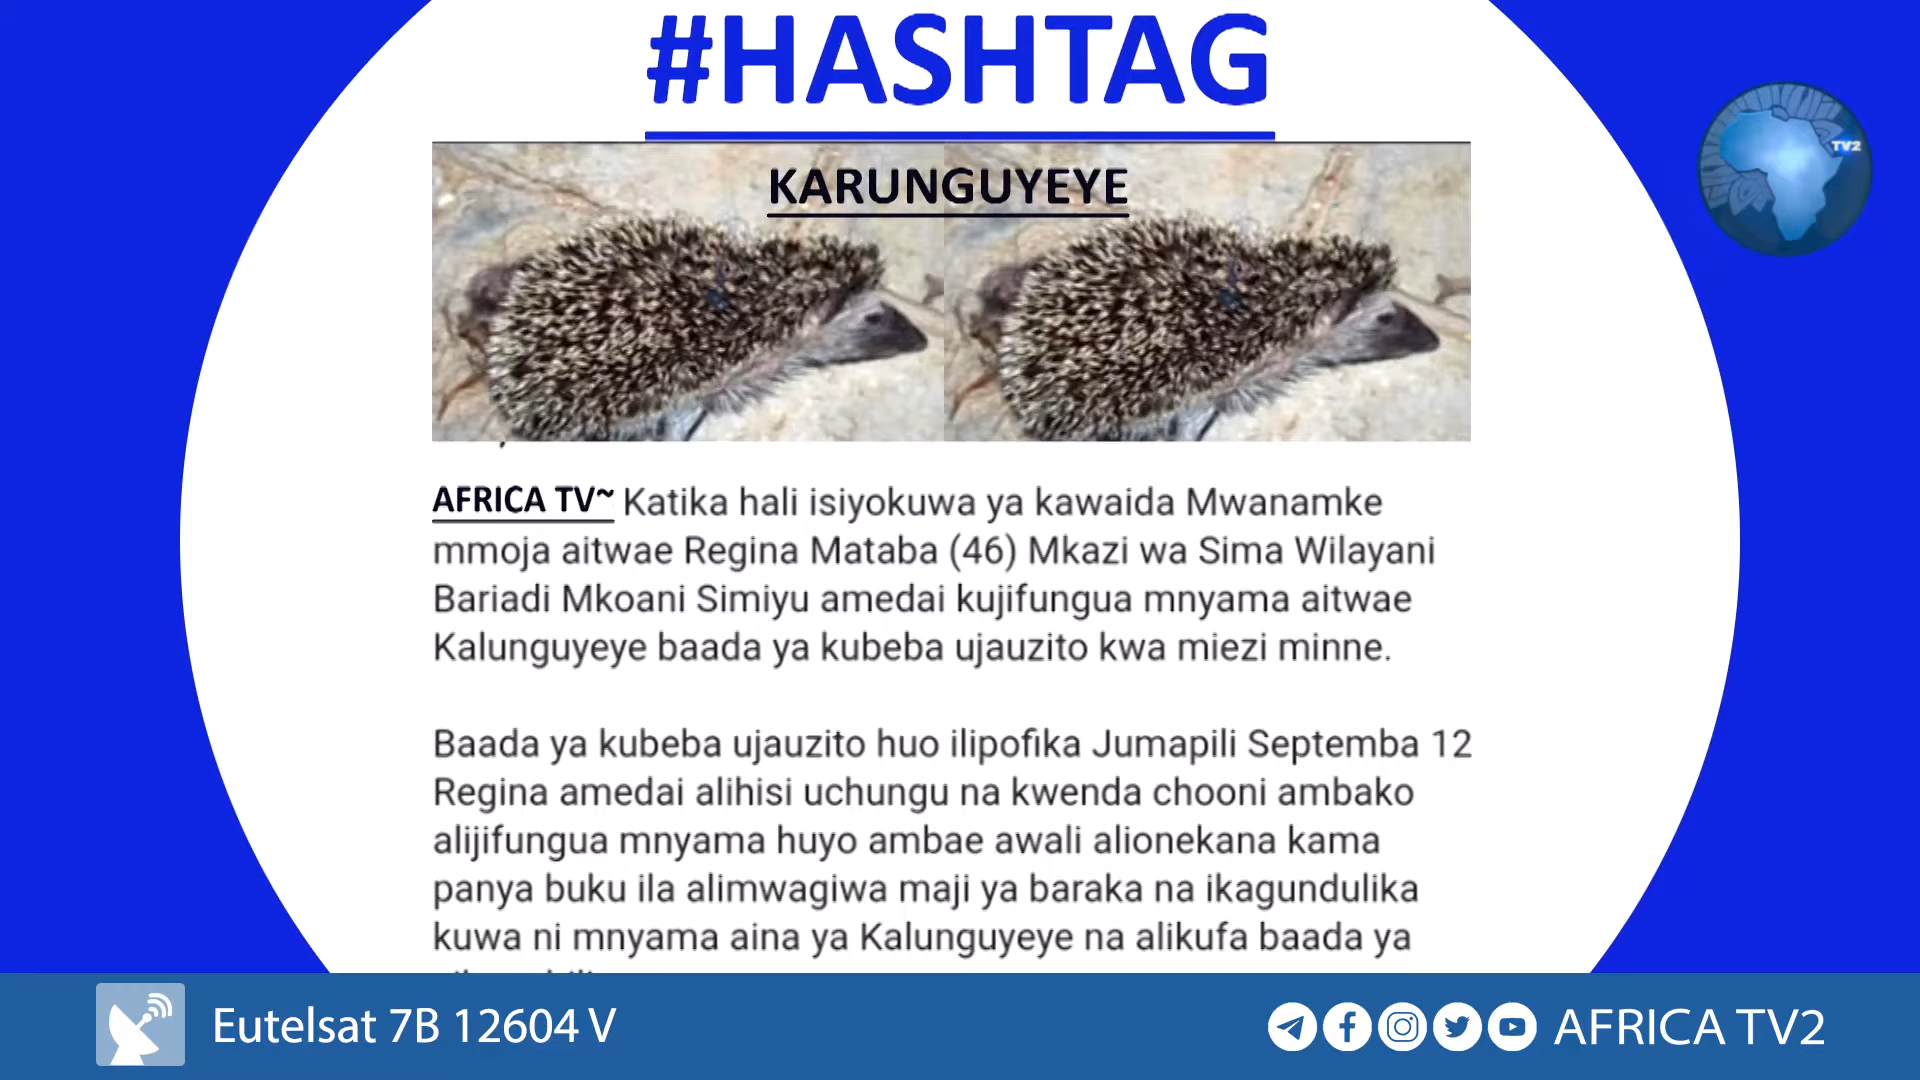 #HASHTAG
TV2
KARUNGUYEYE
AFRICA TV~ Katika hali isiyokuwa ya kawaida Mwanamke
mmoja aitwae Regina Mataba (46) Mkazi wa Sima Wilayani
Bariadi Mkoani Simiyu amedai kujifungua mnyama aitwae
Kalunguyeye baada ya kubeba ujauzito kwa miezi minne.
Baada ya kubeba ujauzito huo ilipofika Jumapili Septemba 12
Regina amedai alihisi uchungu na kwenda chooni ambako
alijifungua mnyama huyo ambae awali alionekana kama
panya buku ila alimwagiwa maji ya baraka na ikagundulika
kuwa ni mnyama aina ya Kalunguyeye na alikufa baada ya
Eutelsat 7B 12604 V
AFRICA TV2